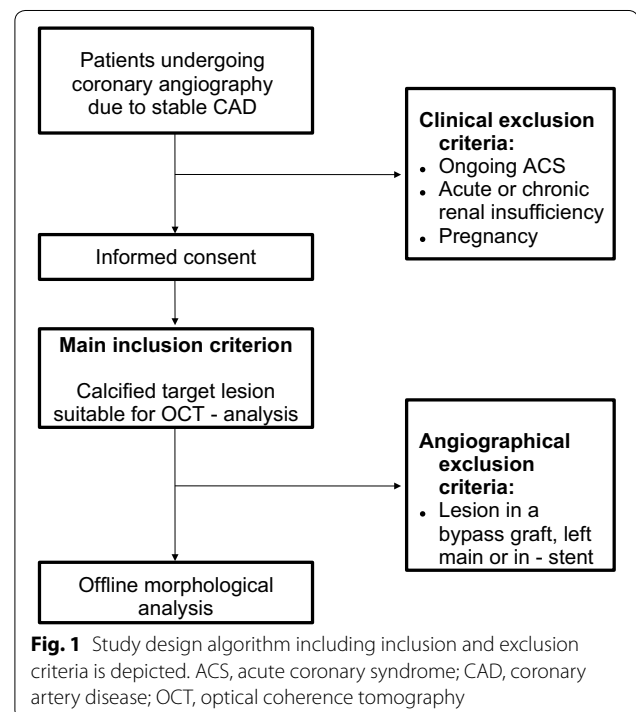 Patients undergoing
coronary angiography
due to stable CAD
Clinical exclusion
criteria:
• Ongoing ACS
• Acute or chronic
renal insufficiency
• Pregnancy
Informed consent
Main inclusion criterion
Calcified target lesion
suitable for OCT - analysis
Angiographical
exclusion
criteria:
• Lesion in a
bypass graft, left
main or in - stent
Offline morphological
analysis
Fig. 1 Study design algorithm including inclusion and exclusion
criteria is depicted. ACS, acute coronary syndrome; CAD, coronary
artery disease; OCT, optical coherence tomography